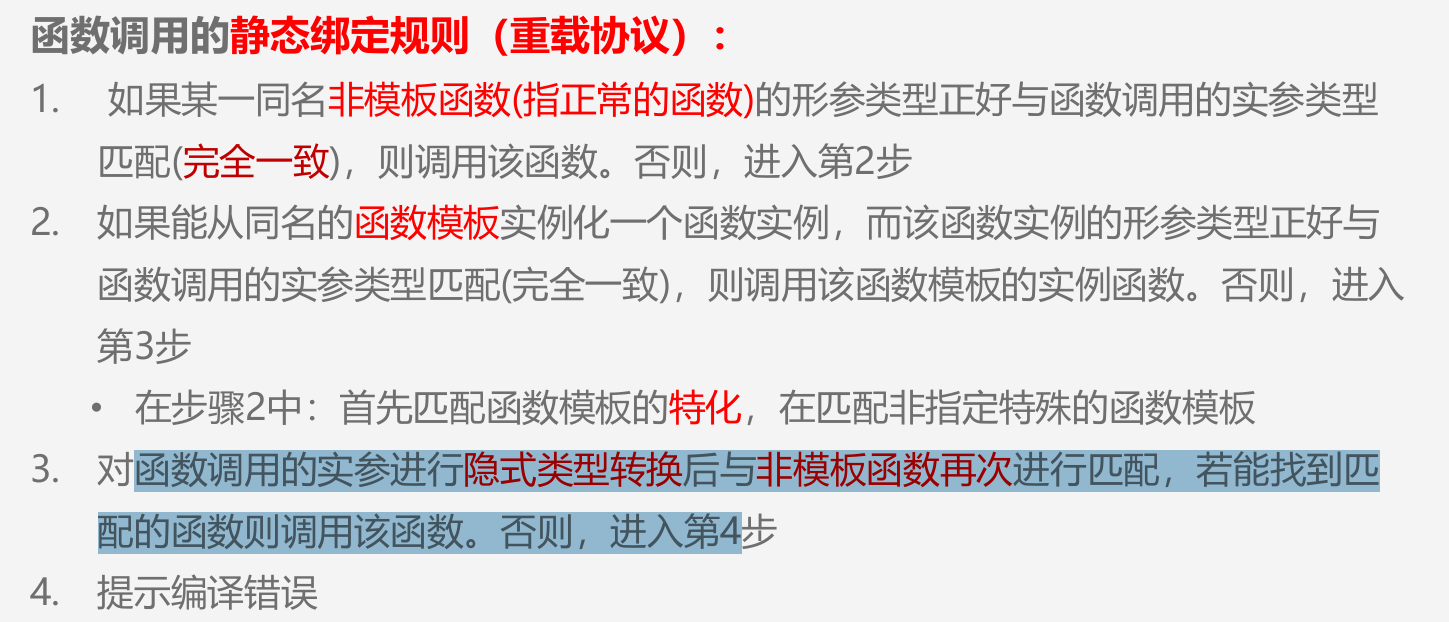 函数调用的静态绑定规则（重载协议）:
1. 如果某一同名非模板函数(指正常的函数)的形参类型正好与函数调用的实参类型
匹配(完全一致)，则调用该函数。否则，进入第2步
2. 如果能从同名的函数模板实例化一个函数实例，而该函数实例的形参类型正好与
函数调用的实参类型匹配(完全一致)，则调用该函数模板的实例函数。否则，进入
第3步
• 在步骤2中：首先匹配函数模板的特化，在匹配非指定特殊的函数模板
3. 对函数调用的实参进行隐式类型转换后与非模板函数再次进行匹配，若能找到匹
配的函数则调用该函数。否则，进入第4步
4. 提示编译错误